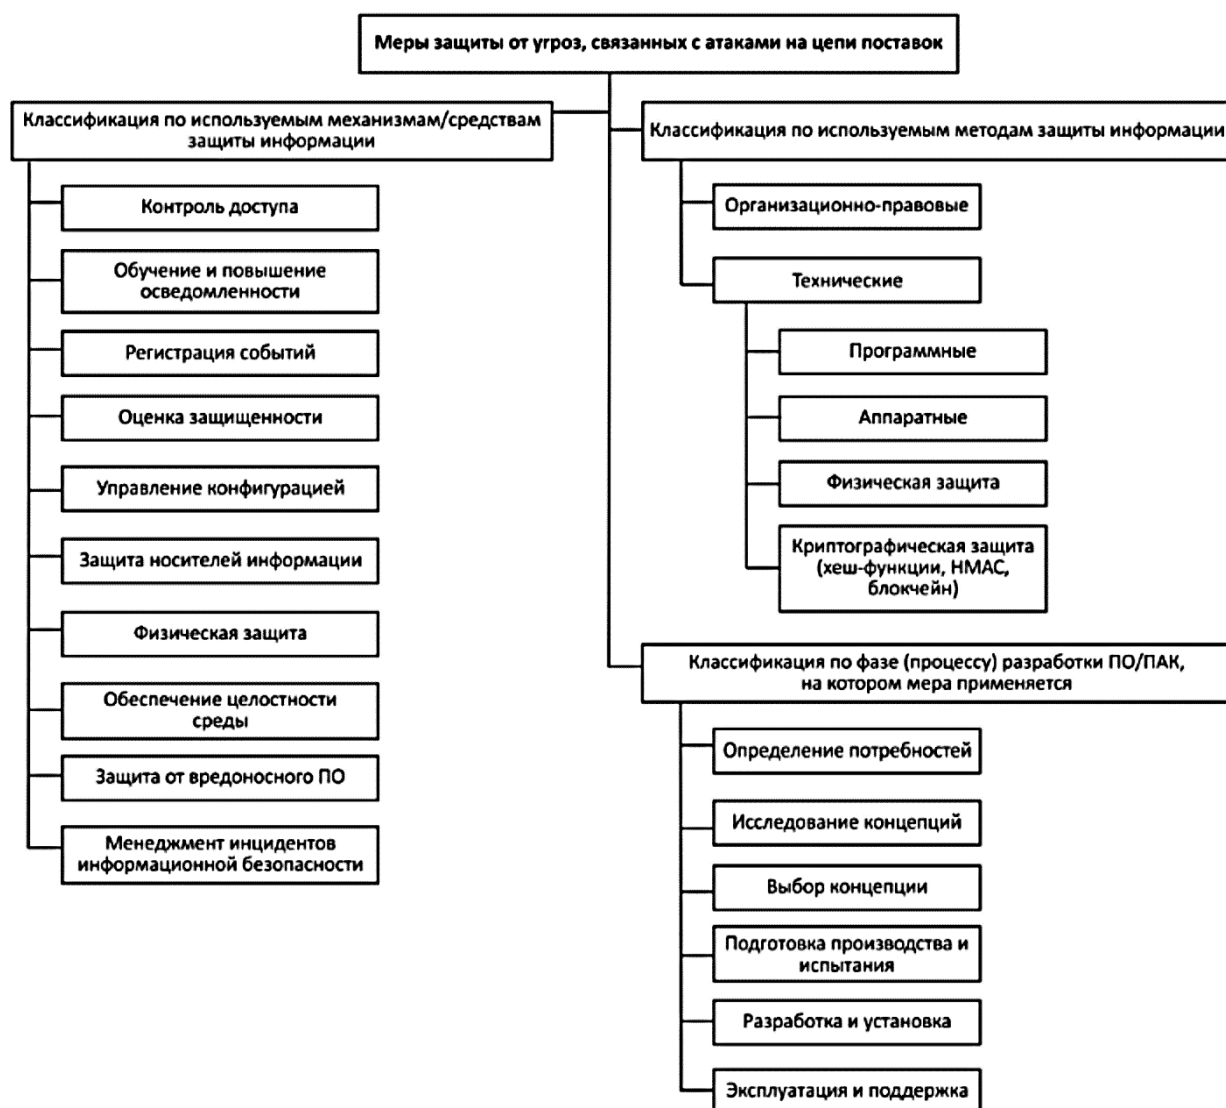 Меры защиты от угроз, связанных с атаками на цепи поставок
Классификация по используемым механизмам/средствам
защиты информации
Контроль доступа
Обучение и повышение
осведомленности
Регистрация событий
Оценка защищенности
Управление конфигурацией
Защита носителей информации
Физическая защита
Обеспечение целостности
среды
Защита от вредоносного ПО
Менеджмент инцидентов
информационной безопасности
Классификация по используемым методам защиты информации
Организационно-правовые
Технические
Программные
Аппаратные
Физическая защита
Криптографическая защита
(хеш-функции, HMAC,
блокчейн)
Классификация по фазе (процессу) разработки ПО/ПАК,
на котором мера применяется
Определение потребностей
Исследование концепций
Выбор концепции
Подготовка производства и
испытания
Разработка и установка
Эксплуатация и поддержка